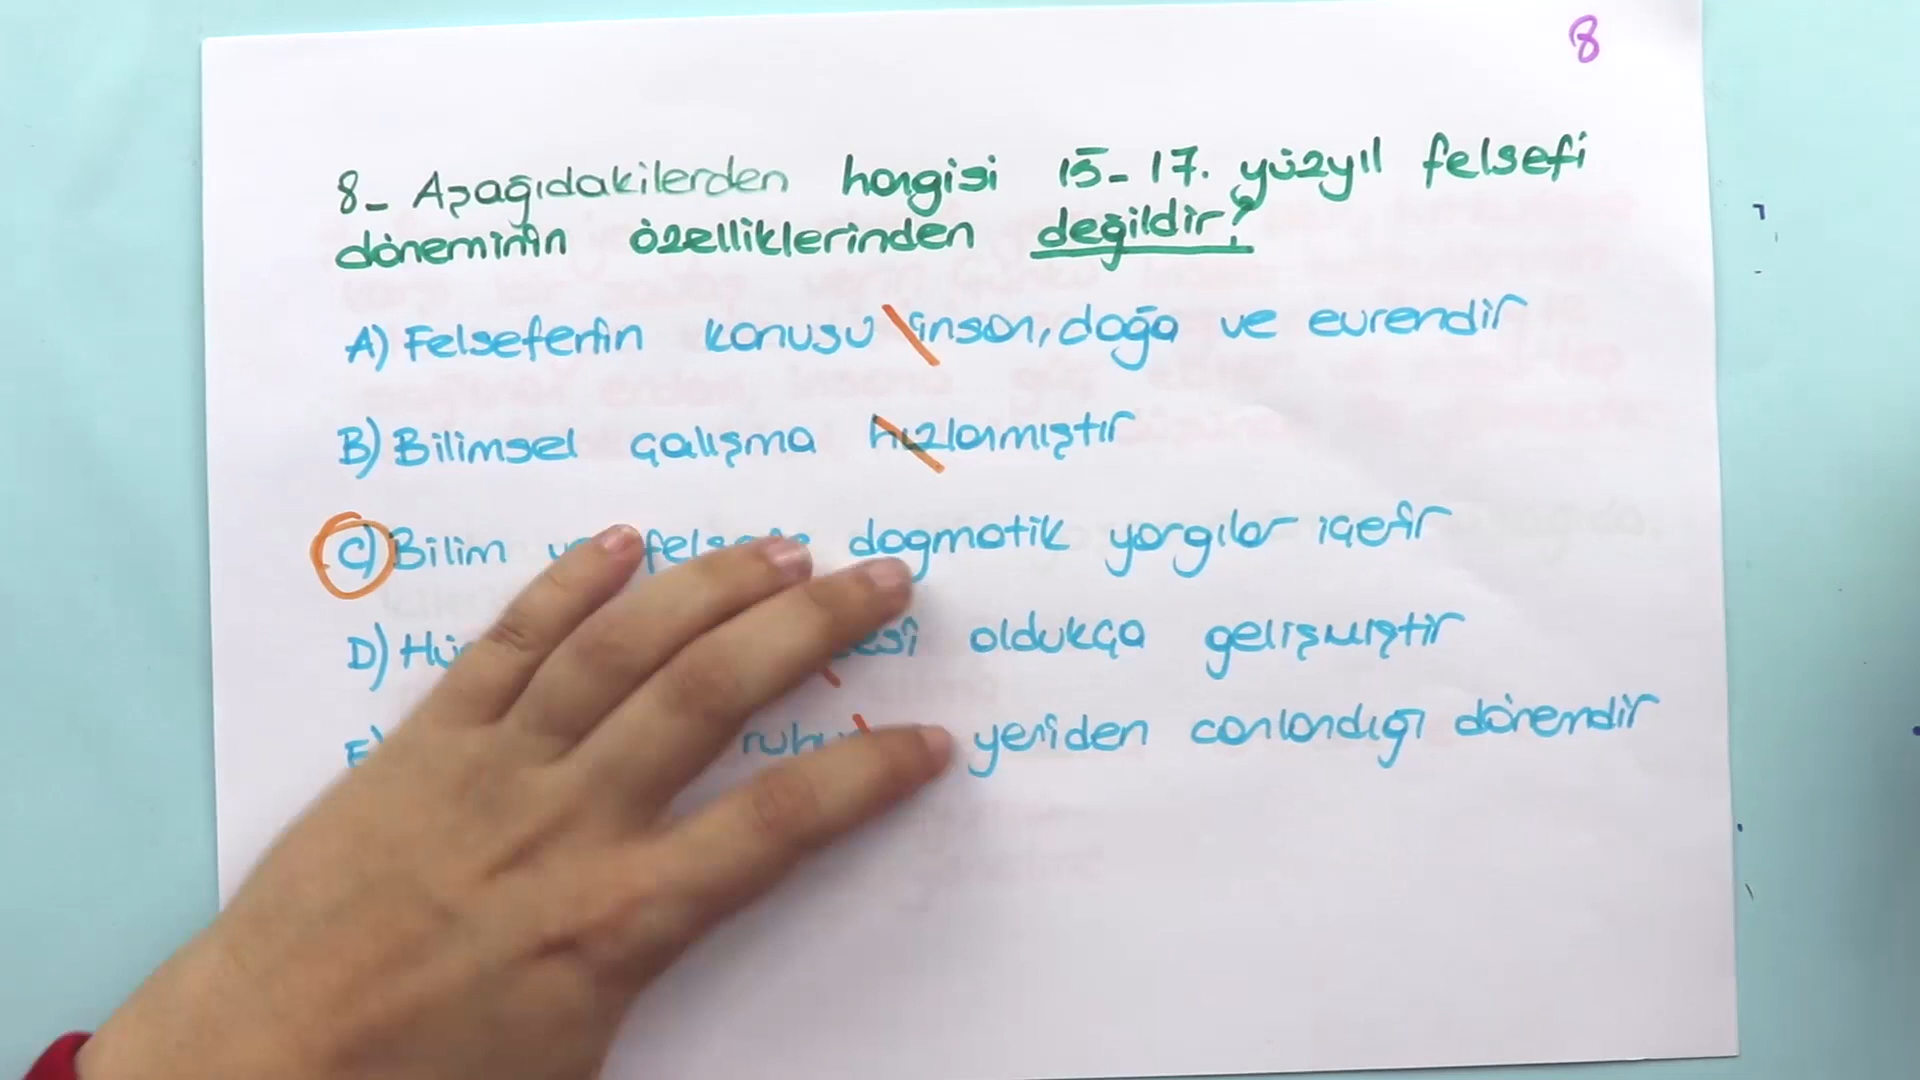 8
8- Aşağıdakilerden hangisi 15-17. yüzyıl felsefi
döneminin özelliklerinden değildir?
A) Felsefenin konusu insan, doğa ve evrendir
B) Bilimsel çalışma hızlanmıştır
C) Bilim felsefe dogmatik yargılar içerir
D) oldukça gelişmiştir
E) yeniden canlandığı dönemdir